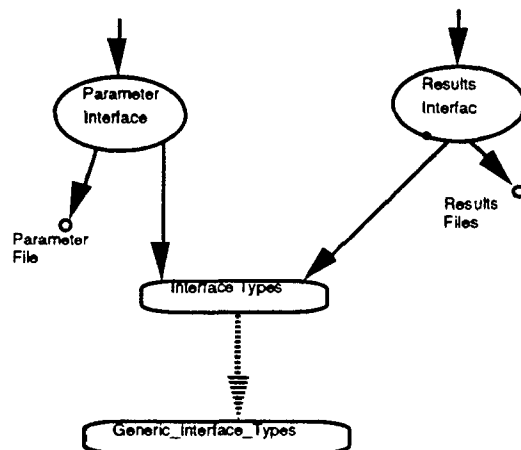 Parameter
Interface
Results
Interfac
Parameter
File
Results
Files
Interface Types
Generic_Interface_Types